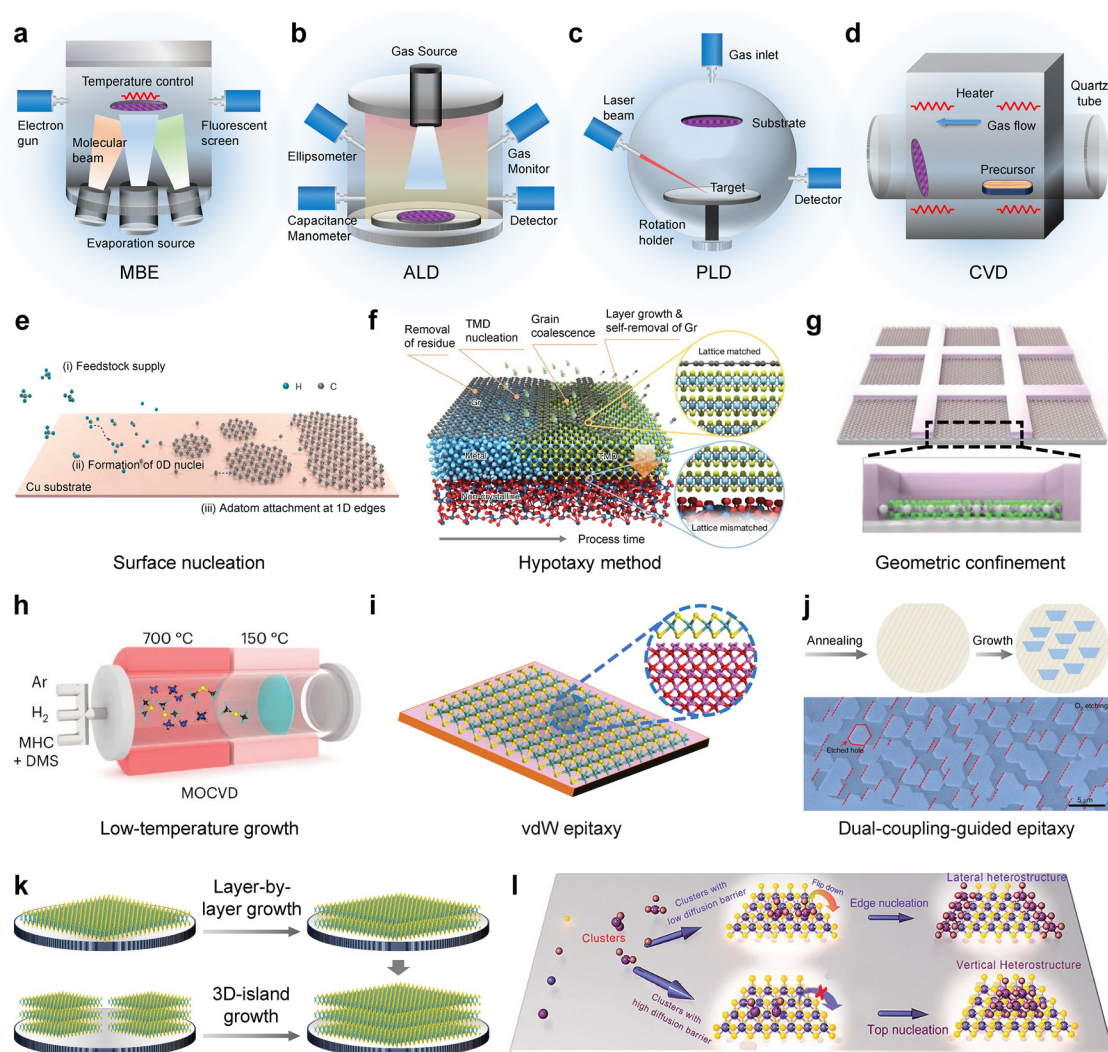 a
Temperature control
Electron
gun
Molecular
beam
Fluorescent
screen
Evaporation source
MBE
b
Gas Source
Ellipsometer
Gas
Monitor
Capacitance
Manometer
Detector
ALD
c
Gas inlet
Laser
beam
Substrate
Target
Rotation
holder
Detector
PLD
d
Quartz
tube
Heater
Gas flow
Precursor
CVD
e
(i) Feedstock supply
H
C
(ii) Formation of 0D nuclei
Cu substrate
(iii) Adatom attachment at 1D edges
Surface nucleation
f
Removal
of residue
TMD
nucleation
Grain
coalescence
Layer growth &
self-removal of Gr
Lattice matched
Gr
Metal
TMD
Non-crystalline
Lattice mismatched
Process time
Hypotaxy method
g
Geometric confinement
h
700 °C
150 °C
Ar
H2
MHC
+ DMS
MOCVD
Low-temperature growth
i
vdW epitaxy
j
Annealing
Growth
O2 etching
Etched hole
5 μm
Dual-coupling-guided epitaxy
k
Layer-by-
layer growth
3D-island
growth
l
Clusters
Clusters with
low diffusion barrier
Flip down
Edge nucleation
Lateral heterostructure
Clusters with
high diffusion barrier
Top nucleation
Vertical Heterostructure